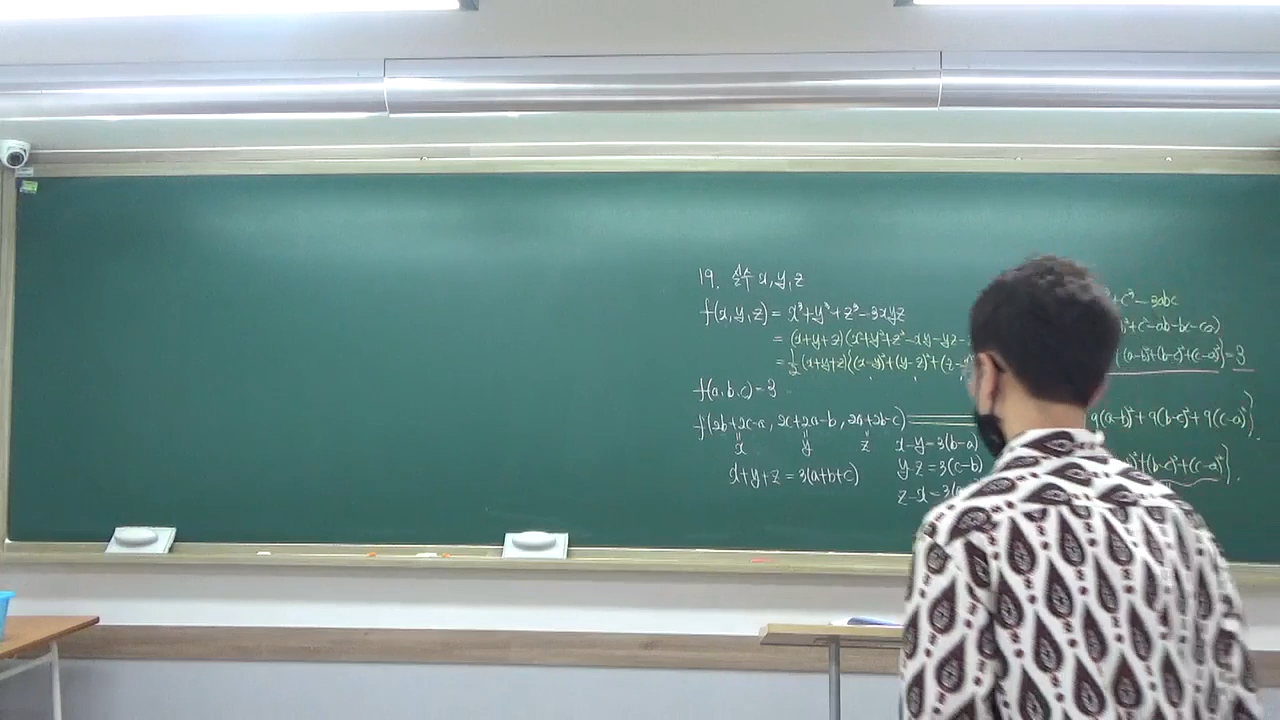 19. 실수 x, y, z
f(x, y, z) = x³+y³+z³-3xyz
= (x+y+z)(x²+y²+z²-xy-yz-z
= 1/2 (x+y+z){(x-y)²+(y-z)²+(z-
f(a, b, c) = 3
f(2b+2c-a, 2c+2a-b, 2a+2b-c)
x y z
x+y+z = 3(a+b+c)
x-y=3(b-a)
y-z=3(c-b)
z-x=3(a
+c³-3abc
+c²-ab-bc-ca)
(a-b)²+(b-c)²+(c-a)²}=3
9(a-b)²+9(b-c)²+9(c-a)²}.
)²+(b-c)²+(c-a)²}.